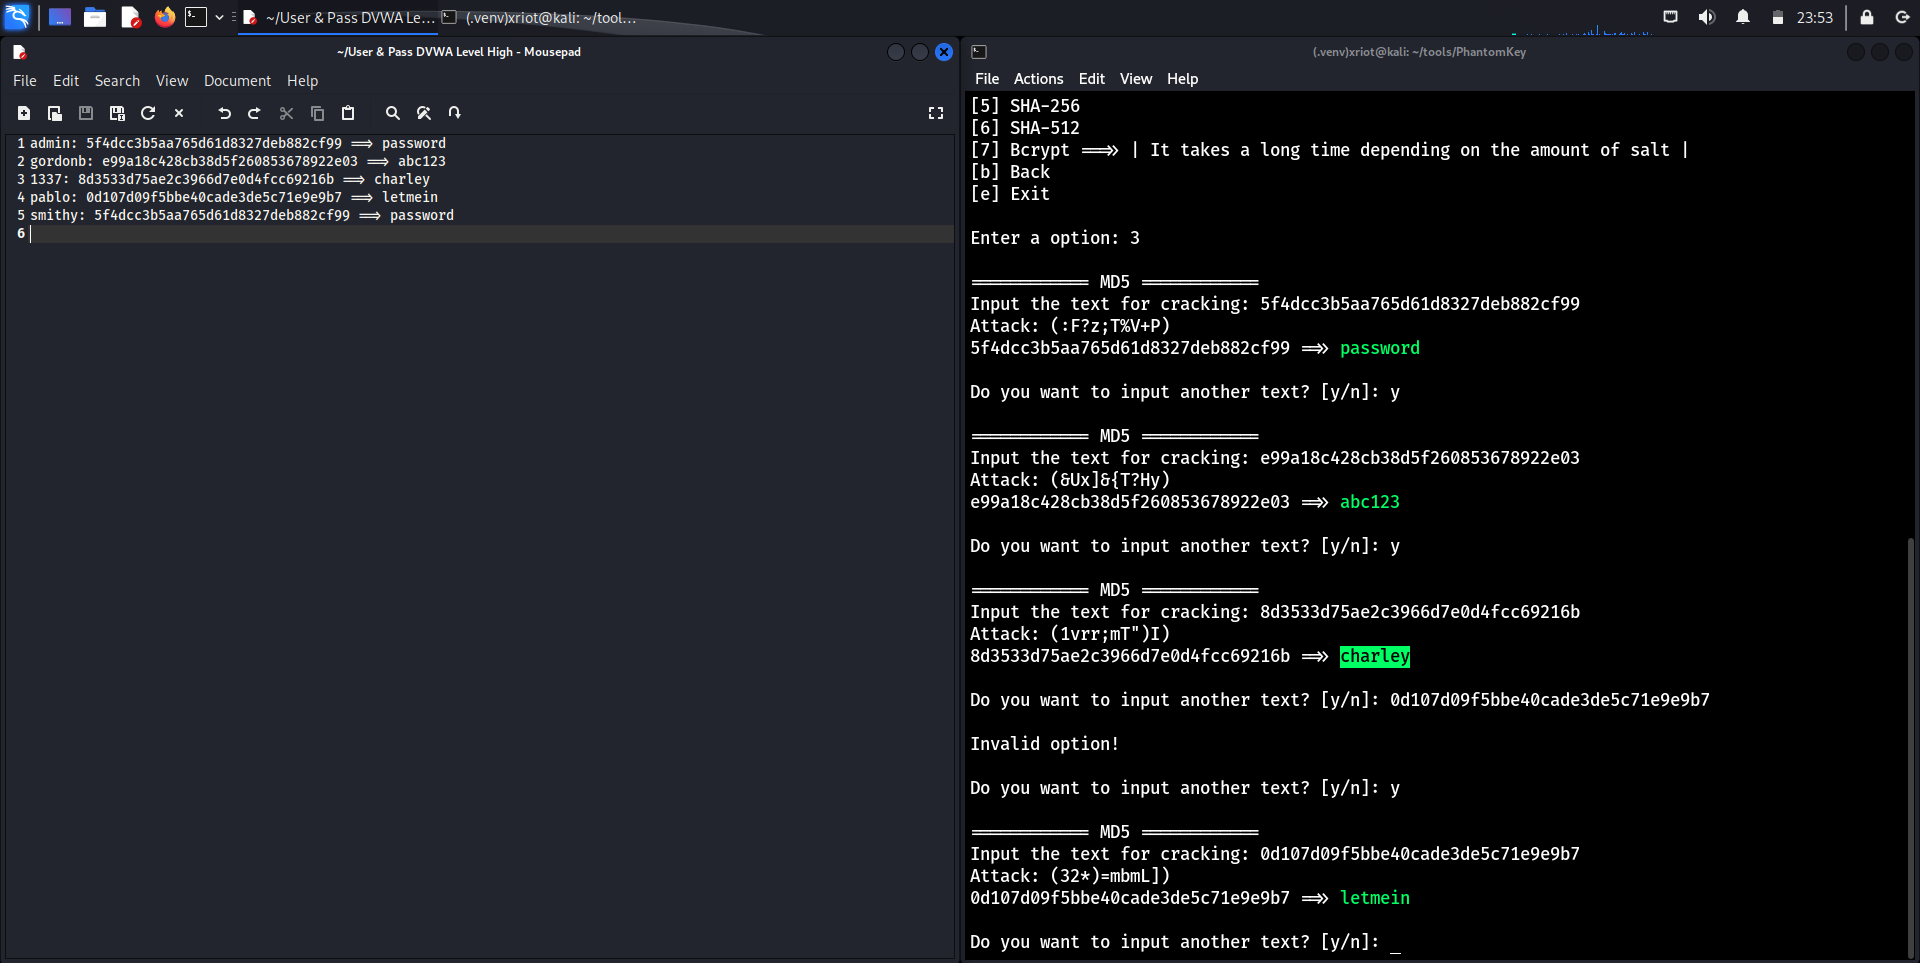 ~/User & Pass DVWA Le...
(.venv)xriot@kali: ~/tool...
23:53
~/User & Pass DVWA Level High - Mousepad
File Edit Search View Document Help
1 admin: 5f4dcc3b5aa765d61d8327deb882cf99 ==> password
2 gordonb: e99a18c428cb38d5f260853678922e03 ==> abc123
3 1337: 8d3533d75ae2c3966d7e0d4fcc69216b ==> charley
4 pablo: 0d107d09f5bbe40cade3de5c71e9e9b7 ==> letmein
5 smithy: 5f4dcc3b5aa765d61d8327deb882cf99 ==> password
6
(.venv)xriot@kali: ~/tools/PhantomKey
File Actions Edit View Help
[5] SHA-256
[6] SHA-512
[7] Bcrypt ===>> | It takes a long time depending on the amount of salt |
[b] Back
[e] Exit
Enter a option: 3
============ MD5 ============
Input the text for cracking: 5f4dcc3b5aa765d61d8327deb882cf99
Attack: (:F?z;T%V+P)
5f4dcc3b5aa765d61d8327deb882cf99 ==>> password
Do you want to input another text? [y/n]: y
============ MD5 ============
Input the text for cracking: e99a18c428cb38d5f260853678922e03
Attack: (&Ux]&{T?Hy)
e99a18c428cb38d5f260853678922e03 ==>> abc123
Do you want to input another text? [y/n]: y
============ MD5 ============
Input the text for cracking: 8d3533d75ae2c3966d7e0d4fcc69216b
Attack: (1vrr;mT")I)
8d3533d75ae2c3966d7e0d4fcc69216b ==>> charley
Do you want to input another text? [y/n]: 0d107d09f5bbe40cade3de5c71e9e9b7
Invalid option!
Do you want to input another text? [y/n]: y
============ MD5 ============
Input the text for cracking: 0d107d09f5bbe40cade3de5c71e9e9b7
Attack: (32*)=mbmL])
0d107d09f5bbe40cade3de5c71e9e9b7 ==>> letmein
Do you want to input another text? [y/n]: _